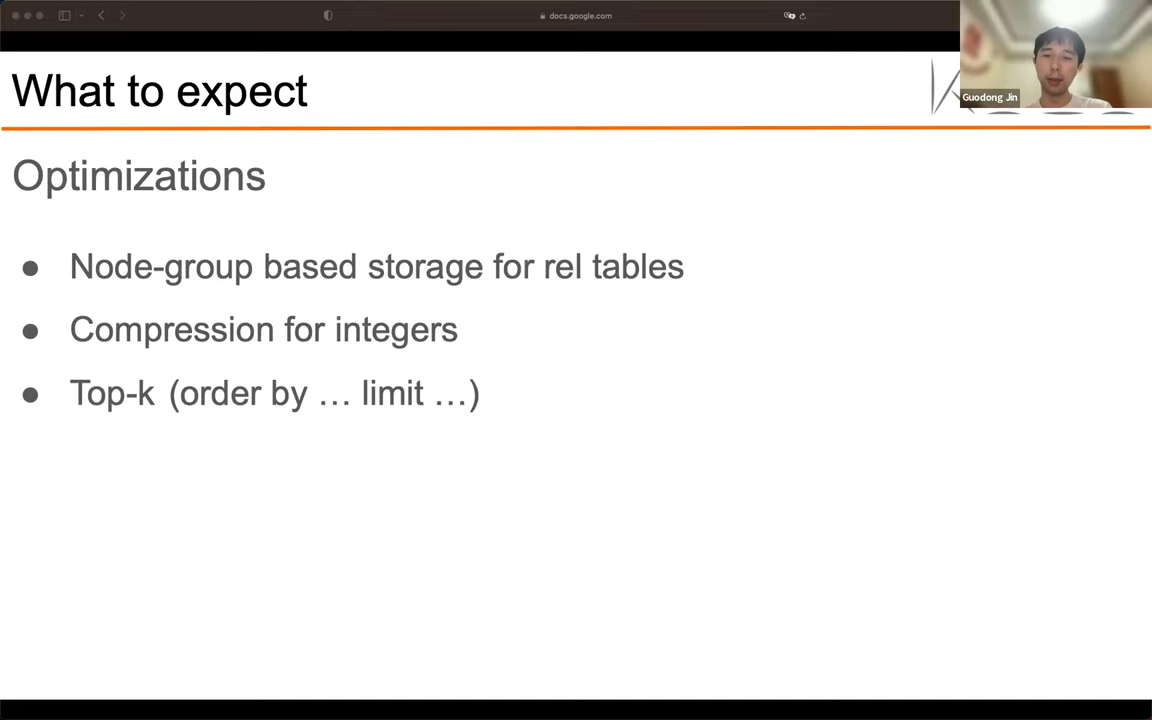 docs.google.com
What to expect
Guodong Jin
Optimizations
● Node-group based storage for rel tables
● Compression for integers
● Top-k (order by … limit …)